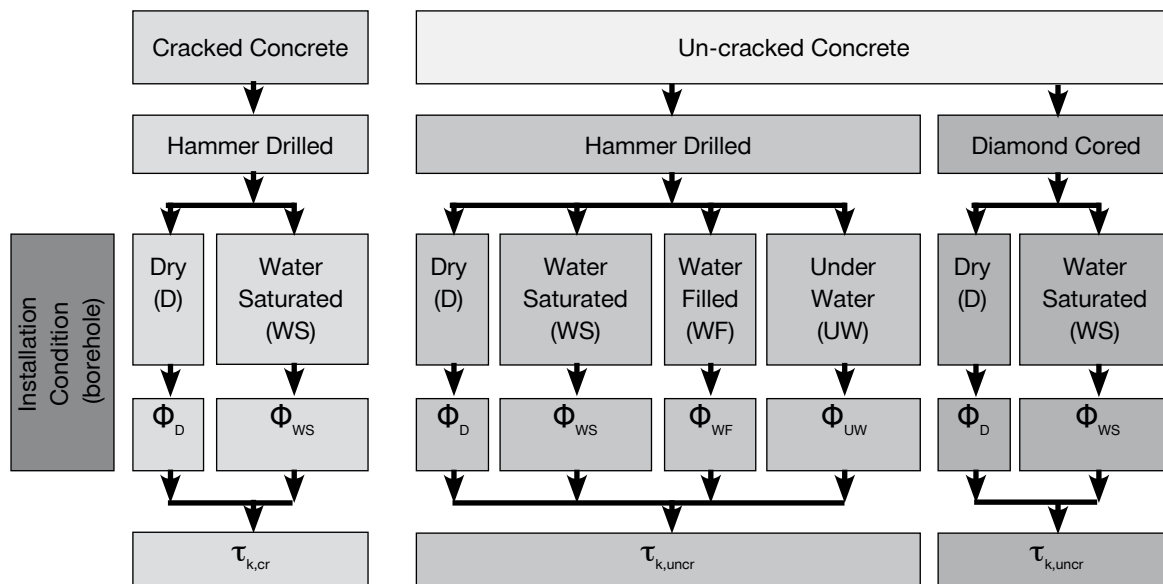 Cracked Concrete
Un-cracked Concrete
Hammer Drilled
Hammer Drilled
Diamond Cored
Installation
Condition
(borehole)
Dry
(D)
Water
Saturated
(WS)
Dry
(D)
Water
Saturated
(WS)
Water
Filled
(WF)
Under
Water
(UW)
Dry
(D)
Water
Saturated
(WS)
Φ_D
Φ_WS
Φ_D
Φ_WS
Φ_WF
Φ_UW
Φ_D
Φ_WS
τ_k,cr
τ_k,uncr
τ_k,uncr